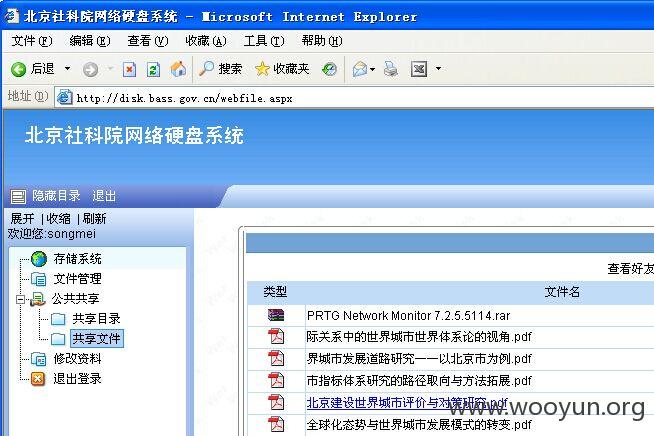 北京社科院网络硬盘系统 - Microsoft Internet Explorer
文件(F) 编辑(E) 查看(V) 收藏(A) 工具(T) 帮助(H)
后退 搜索 收藏夹
地址(D) http://disk.bass.gov.cn/webfile.aspx
北京社科院网络硬盘系统
隐藏目录 退出
展开 |收缩 |刷新
欢迎您:songmei
存储系统
文件管理
公共共享
共享目录
共享文件
修改资料
退出登录
查看好友
类型 文件名
PRTG Network Monitor 7.2.5.5114.rar
际关系中的世界城市世界体系论的视角.pdf
界城市发展道路研究一一以北京市为例.pdf
市指标体系研究的路径取向与方法拓展.pdf
北京建设世界城市评价与对策研究.pdf
全球化态势与世界城市发展模式的转变.pdf
www.wooyun.org